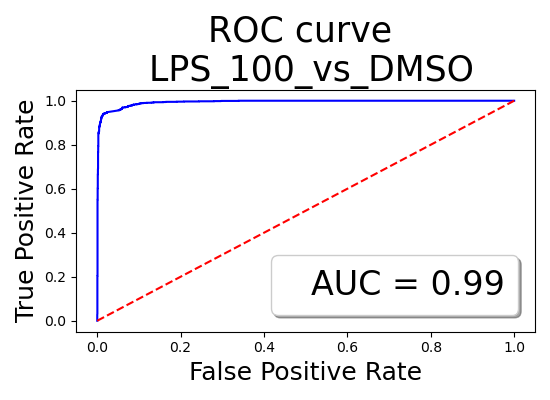 ROC curve
LPS_100_vs_DMSO
True Positive Rate
1.0
0.8
0.6
0.4
0.2
0.0
AUC = 0.99
0.0 0.2 0.4 0.6 0.8 1.0
False Positive Rate